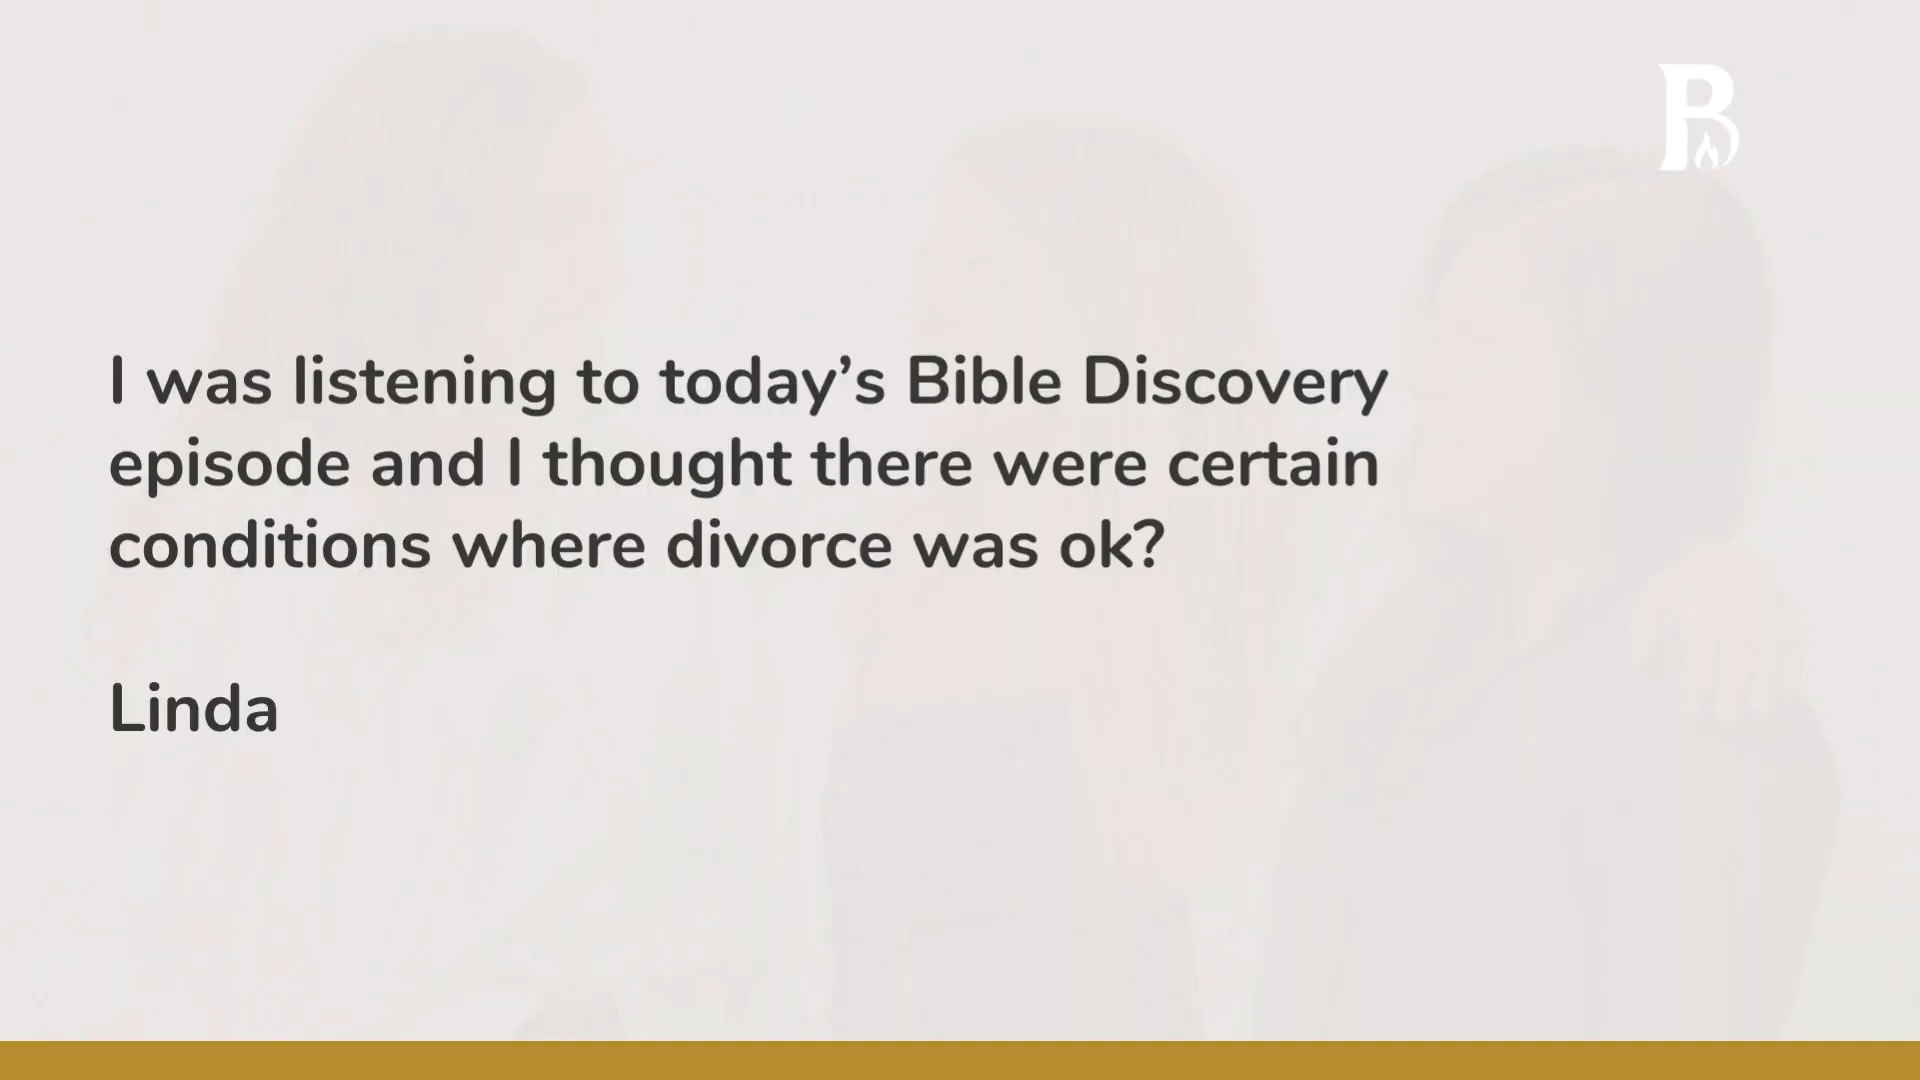 B
I was listening to today’s Bible Discovery
episode and I thought there were certain
conditions where divorce was ok?
Linda